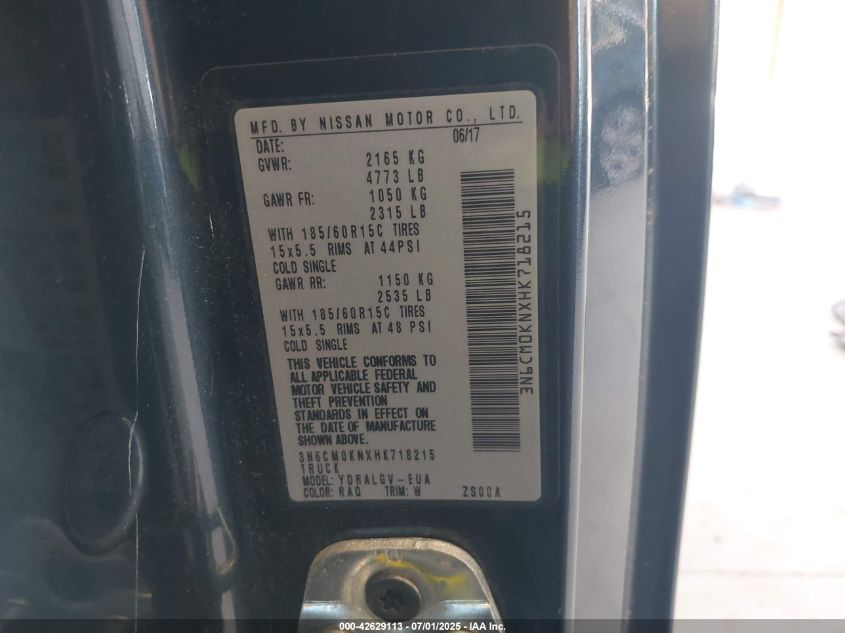 MFD. BY NISSAN MOTOR CO., LTD.
DATE: 06/17
GVWR: 2165 KG
4773 LB
GAWR FR: 1050 KG
2315 LB
WITH 185/60R15C TIRES
15x5.5 RIMS AT 44PSI
COLD SINGLE
GAWR RR: 1150 KG
2535 LB
WITH 185/60R15C TIRES
15x5.5 RIMS AT 48 PSI
COLD SINGLE
THIS VEHICLE CONFORMS TO
ALL APPLICABLE FEDERAL
MOTOR VEHICLE SAFETY AND
THEFT PREVENTION
STANDARDS IN EFFECT ON
THE DATE OF MANUFACTURE
SHOWN ABOVE.
3N6CM0KNXHK718215
TRUCK
MODEL: YDRALGV-EUA
COLOR: RAQ TRIM: W ZS00A
3N6CM0KNXHK718215
000-42629113 - 07/01/2025 - IAA Inc.